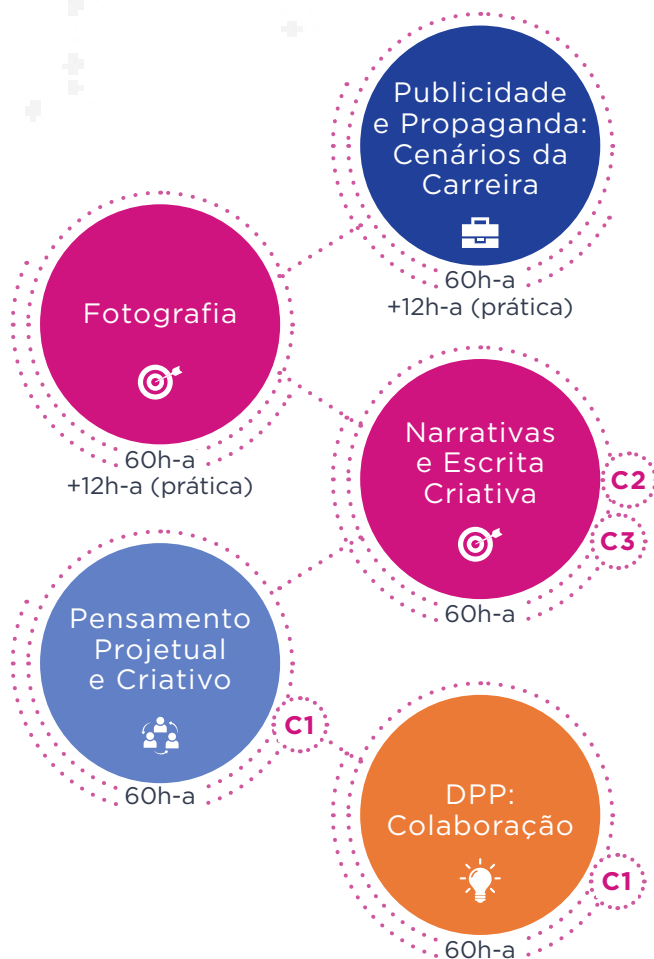 Publicidade
e Propaganda:
Cenários da
Carreira
60h-a
+12h-a (prática)
Fotografia
60h-a
+12h-a (prática)
Narrativas
e Escrita
Criativa
C2
C3
60h-a
Pensamento
Projetual
e Criativo
C1
60h-a
DPP:
Colaboração
C1
60h-a